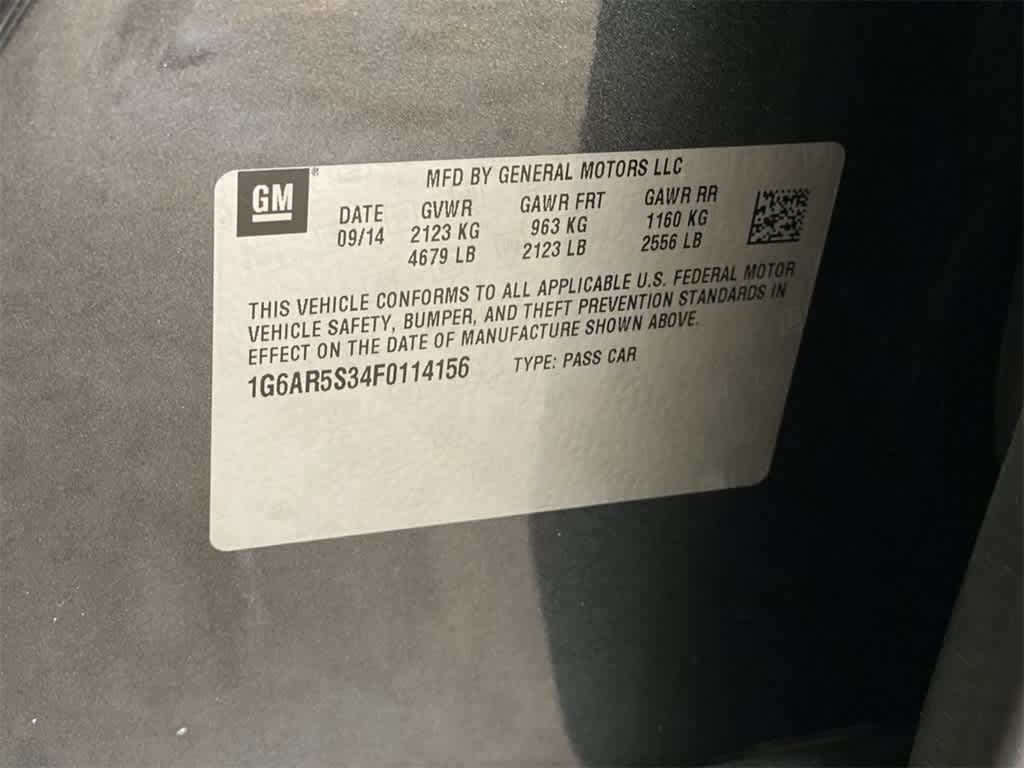 GM
MFD BY GENERAL MOTORS LLC
DATE GVWR GAWR FRT GAWR RR
09/14 2123 KG 963 KG 1160 KG
4679 LB 2123 LB 2556 LB
THIS VEHICLE CONFORMS TO ALL APPLICABLE U.S. FEDERAL MOTOR
VEHICLE SAFETY, BUMPER, AND THEFT PREVENTION STANDARDS IN
EFFECT ON THE DATE OF MANUFACTURE SHOWN ABOVE.
1G6AR5S34F0114156 TYPE: PASS CAR